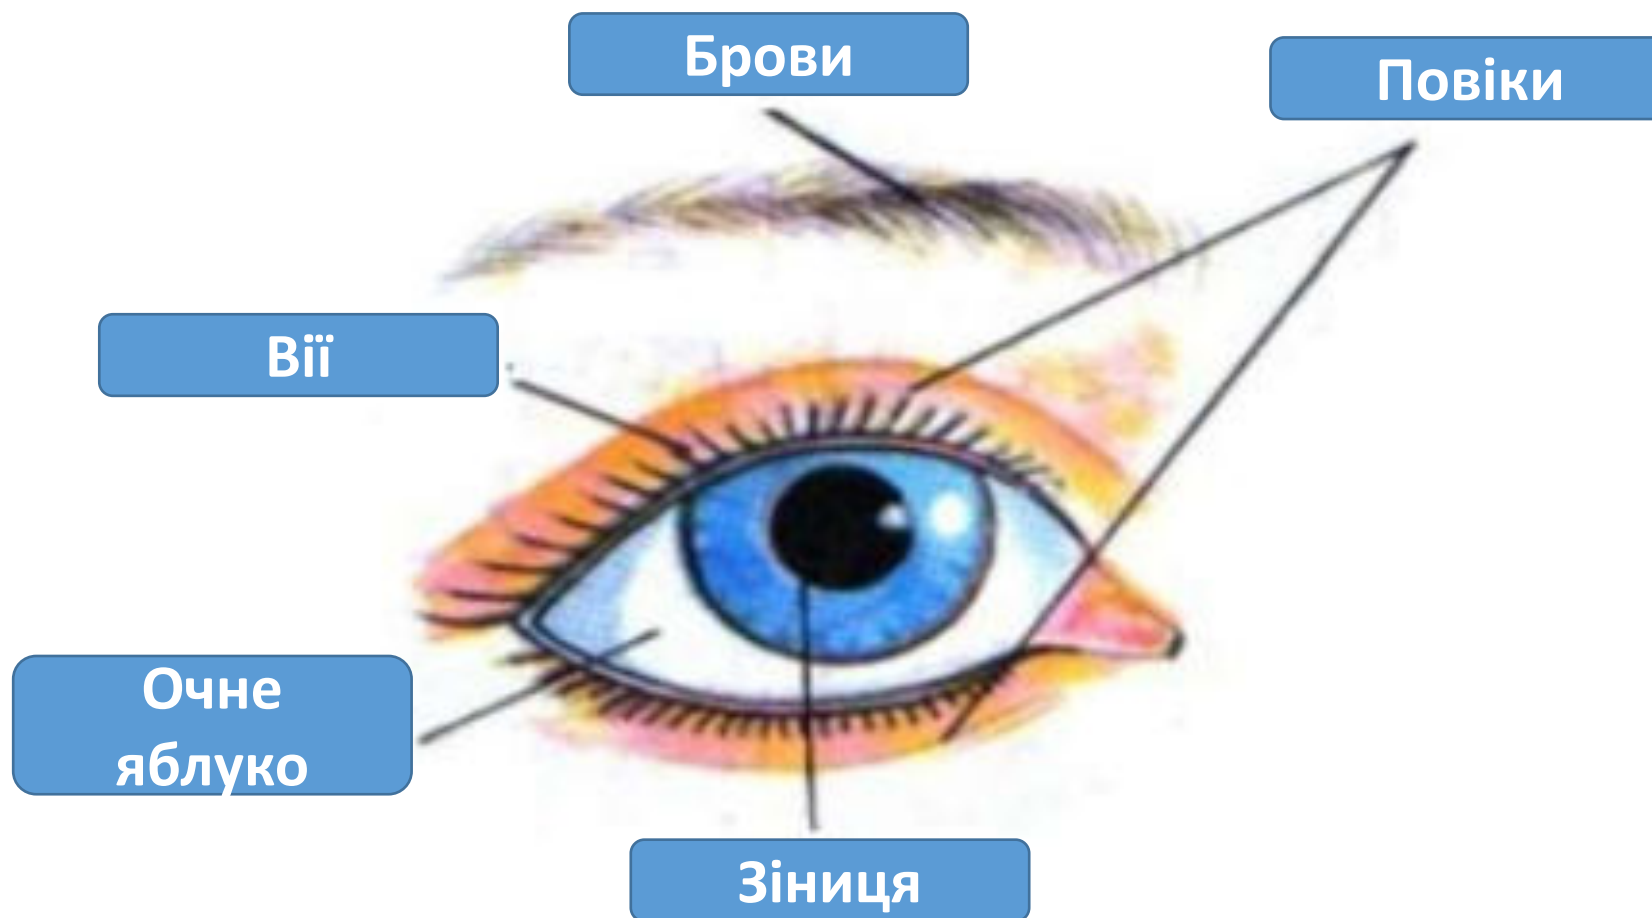 Брови
Повіки
Вії
Очне
яблуко
Зіниця